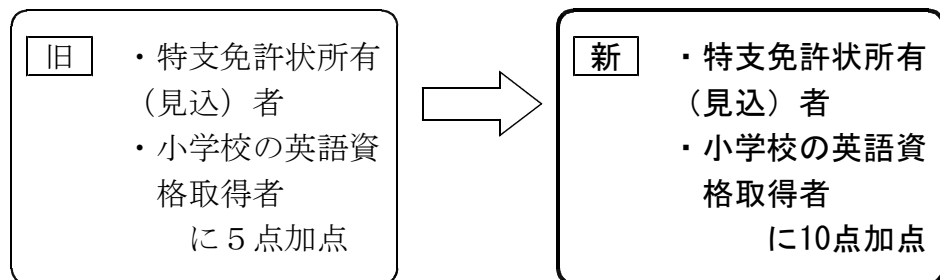 旧
・特支免許状所有
（見込）者
・小学校の英語資
格取得者
に５点加点
新
・特支免許状所有
（見込）者
・小学校の英語資
格取得者
に10点加点